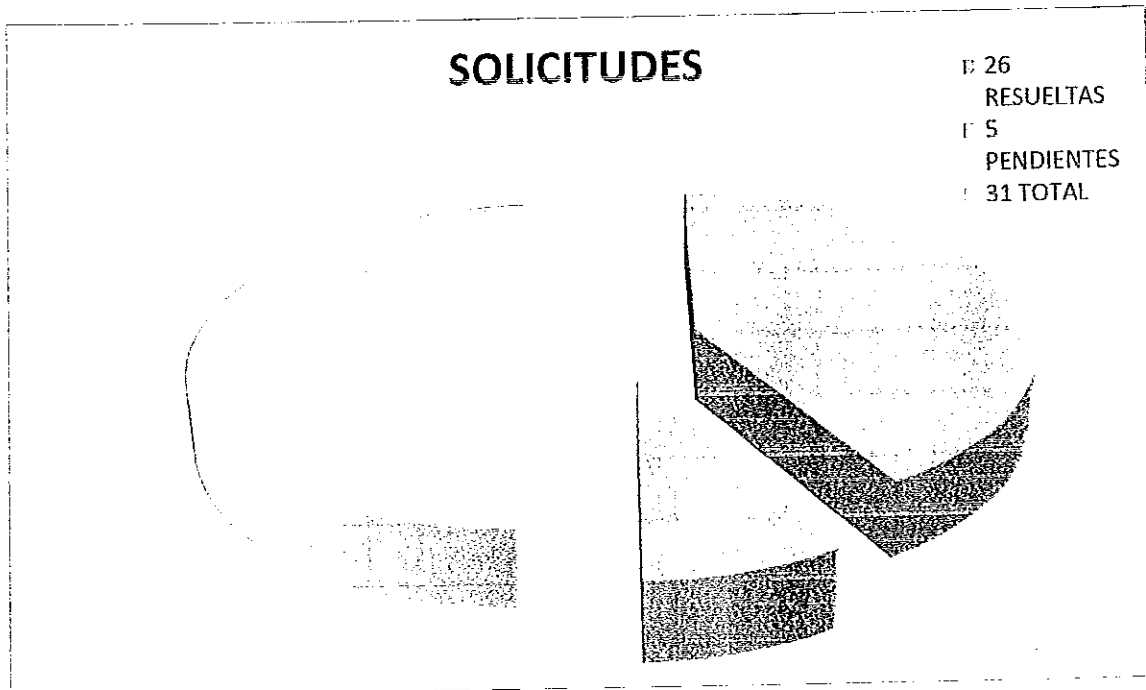 SOLICITUDES
26
RESUELTAS
5
PENDIENTES
31 TOTAL